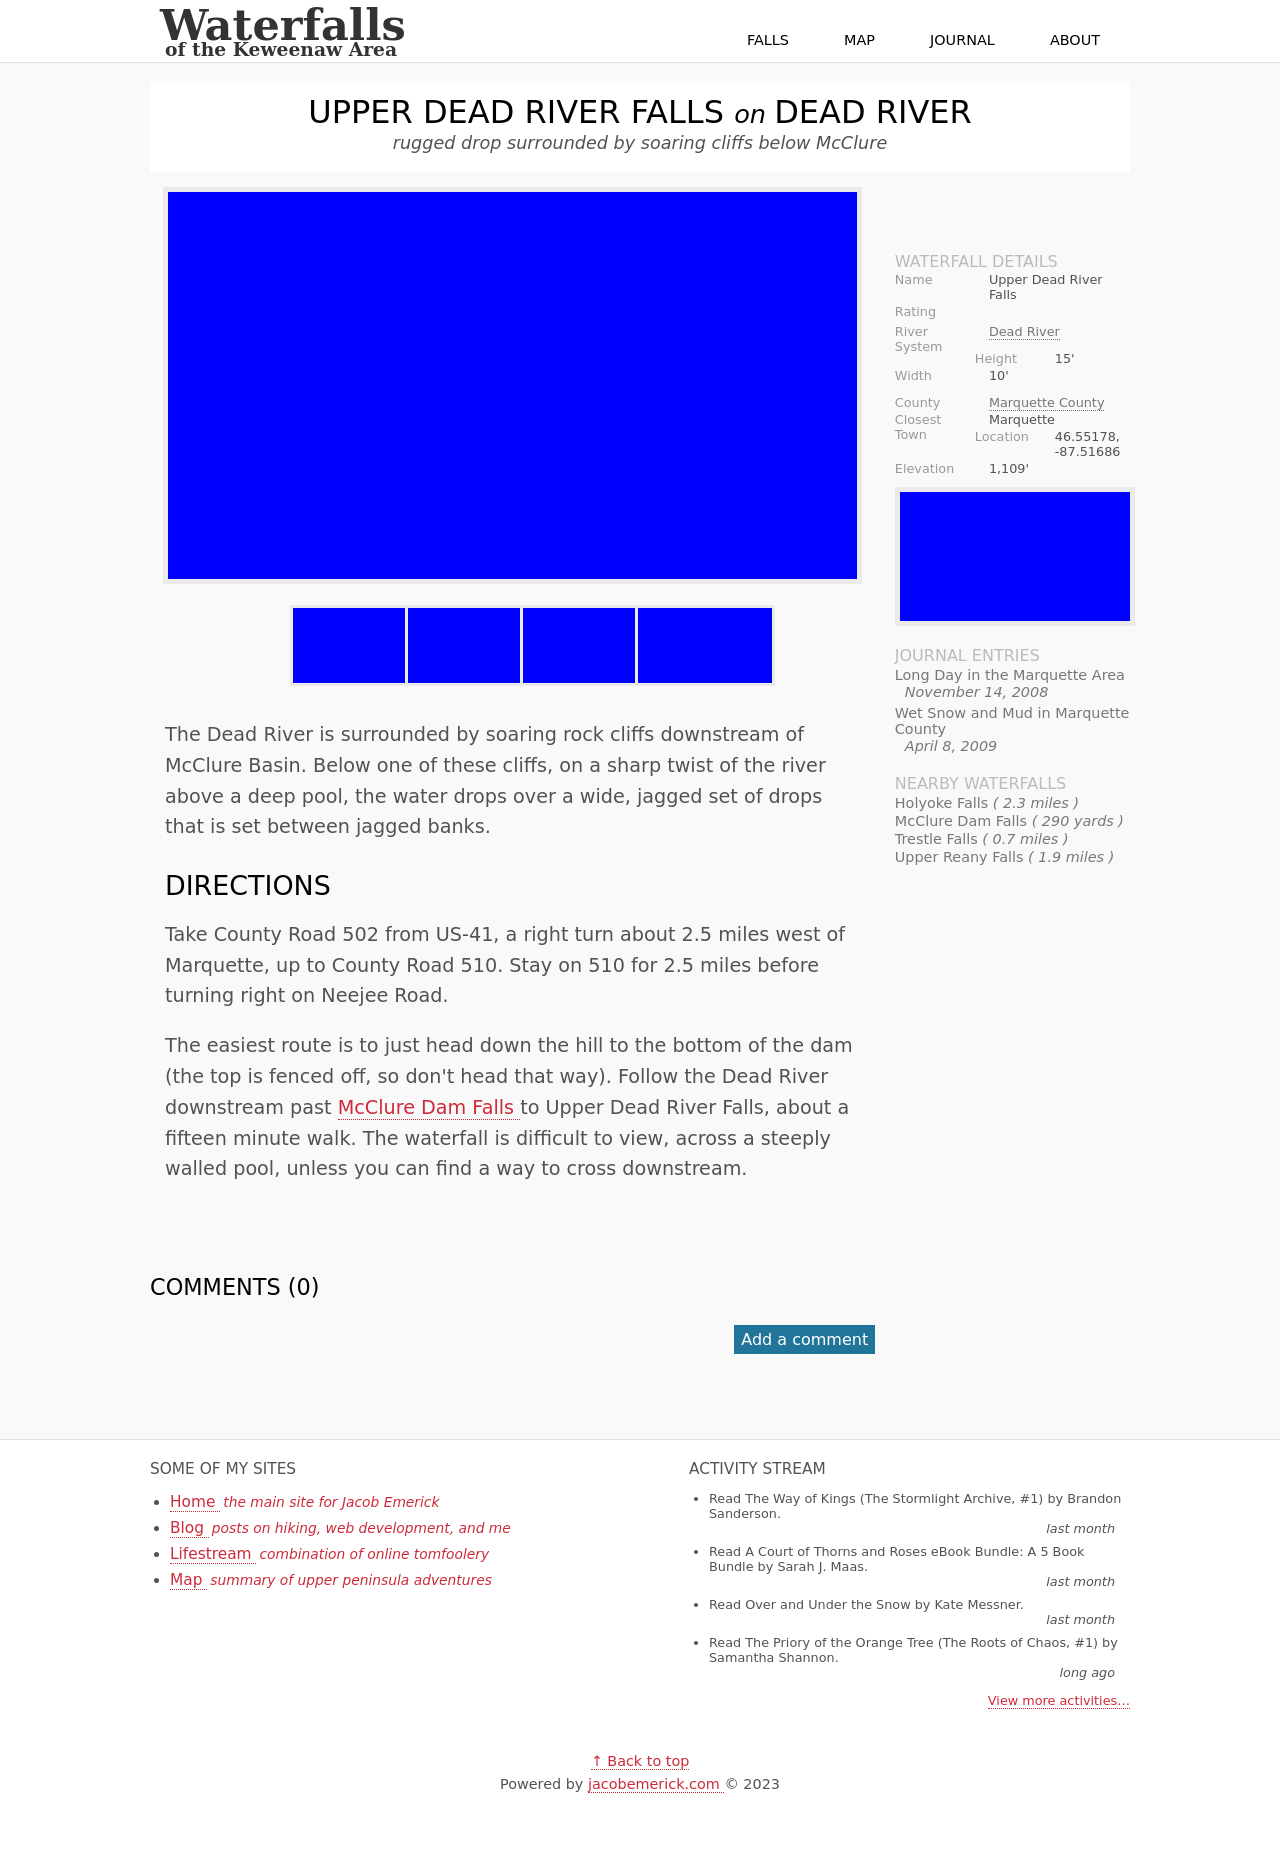 Waterfalls
of the Keweenaw Area
FALLS MAP JOURNAL ABOUT
UPPER DEAD RIVER FALLS on DEAD RIVER
rugged drop surrounded by soaring cliffs below McClure
The Dead River is surrounded by soaring rock cliffs downstream of
McClure Basin. Below one of these cliffs, on a sharp twist of the river
above a deep pool, the water drops over a wide, jagged set of drops
that is set between jagged banks.
DIRECTIONS
Take County Road 502 from US-41, a right turn about 2.5 miles west of
Marquette, up to County Road 510. Stay on 510 for 2.5 miles before
turning right on Neejee Road.
The easiest route is to just head down the hill to the bottom of the dam
(the top is fenced off, so don't head that way). Follow the Dead River
downstream past McClure Dam Falls to Upper Dead River Falls, about a
fifteen minute walk. The waterfall is difficult to view, across a steeply
walled pool, unless you can find a way to cross downstream.
WATERFALL DETAILS
Name Upper Dead River
Falls
Rating
River Dead River
System
Height 15'
Width 10'
County Marquette County
Closest Marquette
Town
Location 46.55178,
-87.51686
Elevation 1,109'
JOURNAL ENTRIES
Long Day in the Marquette Area
November 14, 2008
Wet Snow and Mud in Marquette
County
April 8, 2009
NEARBY WATERFALLS
Holyoke Falls ( 2.3 miles )
McClure Dam Falls ( 290 yards )
Trestle Falls ( 0.7 miles )
Upper Reany Falls ( 1.9 miles )
COMMENTS (0)
Add a comment
SOME OF MY SITES
• Home the main site for Jacob Emerick
• Blog posts on hiking, web development, and me
• Lifestream combination of online tomfoolery
• Map summary of upper peninsula adventures
ACTIVITY STREAM
• Read The Way of Kings (The Stormlight Archive, #1) by Brandon
Sanderson.
last month
• Read A Court of Thorns and Roses eBook Bundle: A 5 Book
Bundle by Sarah J. Maas.
last month
• Read Over and Under the Snow by Kate Messner.
last month
• Read The Priory of the Orange Tree (The Roots of Chaos, #1) by
Samantha Shannon.
long ago
View more activities…
↑ Back to top
Powered by jacobemerick.com © 2023